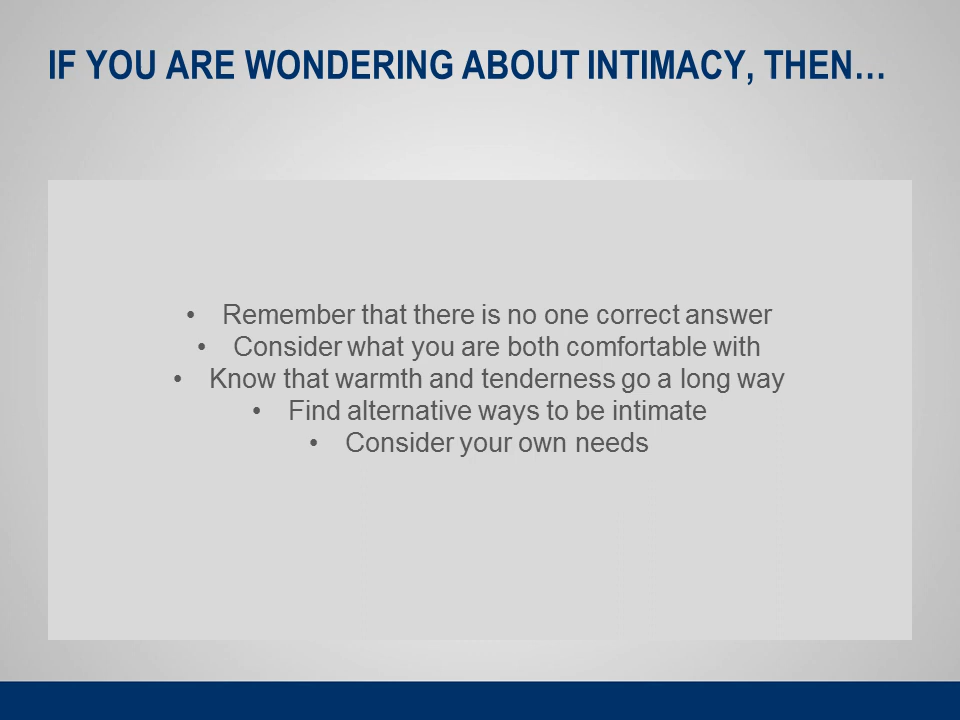 IF YOU ARE WONDERING ABOUT INTIMACY, THEN…
• Remember that there is no one correct answer
• Consider what you are both comfortable with
• Know that warmth and tenderness go a long way
• Find alternative ways to be intimate
• Consider your own needs